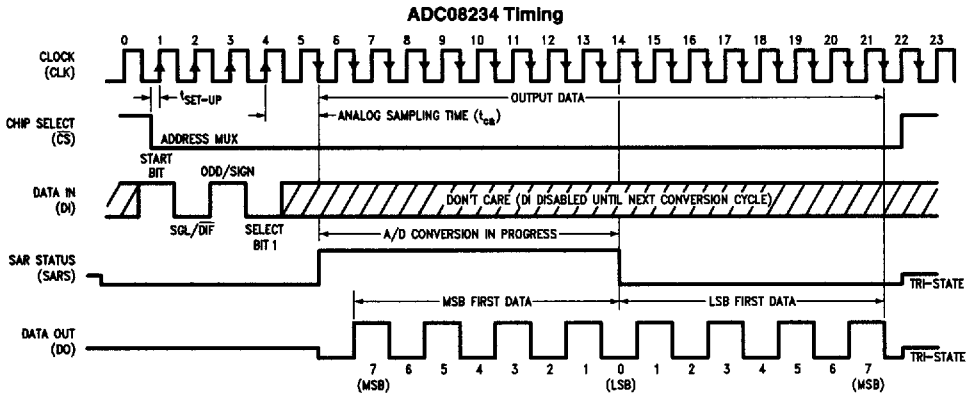 ADC08234 Timing
0 1 2 3 4 5 6 7 8 9 10 11 12 13 14 15 16 17 18 19 20 21 22 23
CLOCK
(CLK)
tSET-UP
OUTPUT DATA
ANALOG SAMPLING TIME (tca)
CHIP SELECT
(CS)
ADDRESS MUX
START
BIT
ODD/SIGN
DATA IN
(DI)
DON'T CARE (DI DISABLED UNTIL NEXT CONVERSION CYCLE)
SGL/DIF
SELECT
BIT 1
A/D CONVERSION IN PROGRESS
SAR STATUS
(SARS)
TRI-STATE
MSB FIRST DATA
LSB FIRST DATA
DATA OUT
(DO)
TRI-STATE
7 6 5 4 3 2 1 0 1 2 3 4 5 6 7
(MSB) (LSB) (MSB)